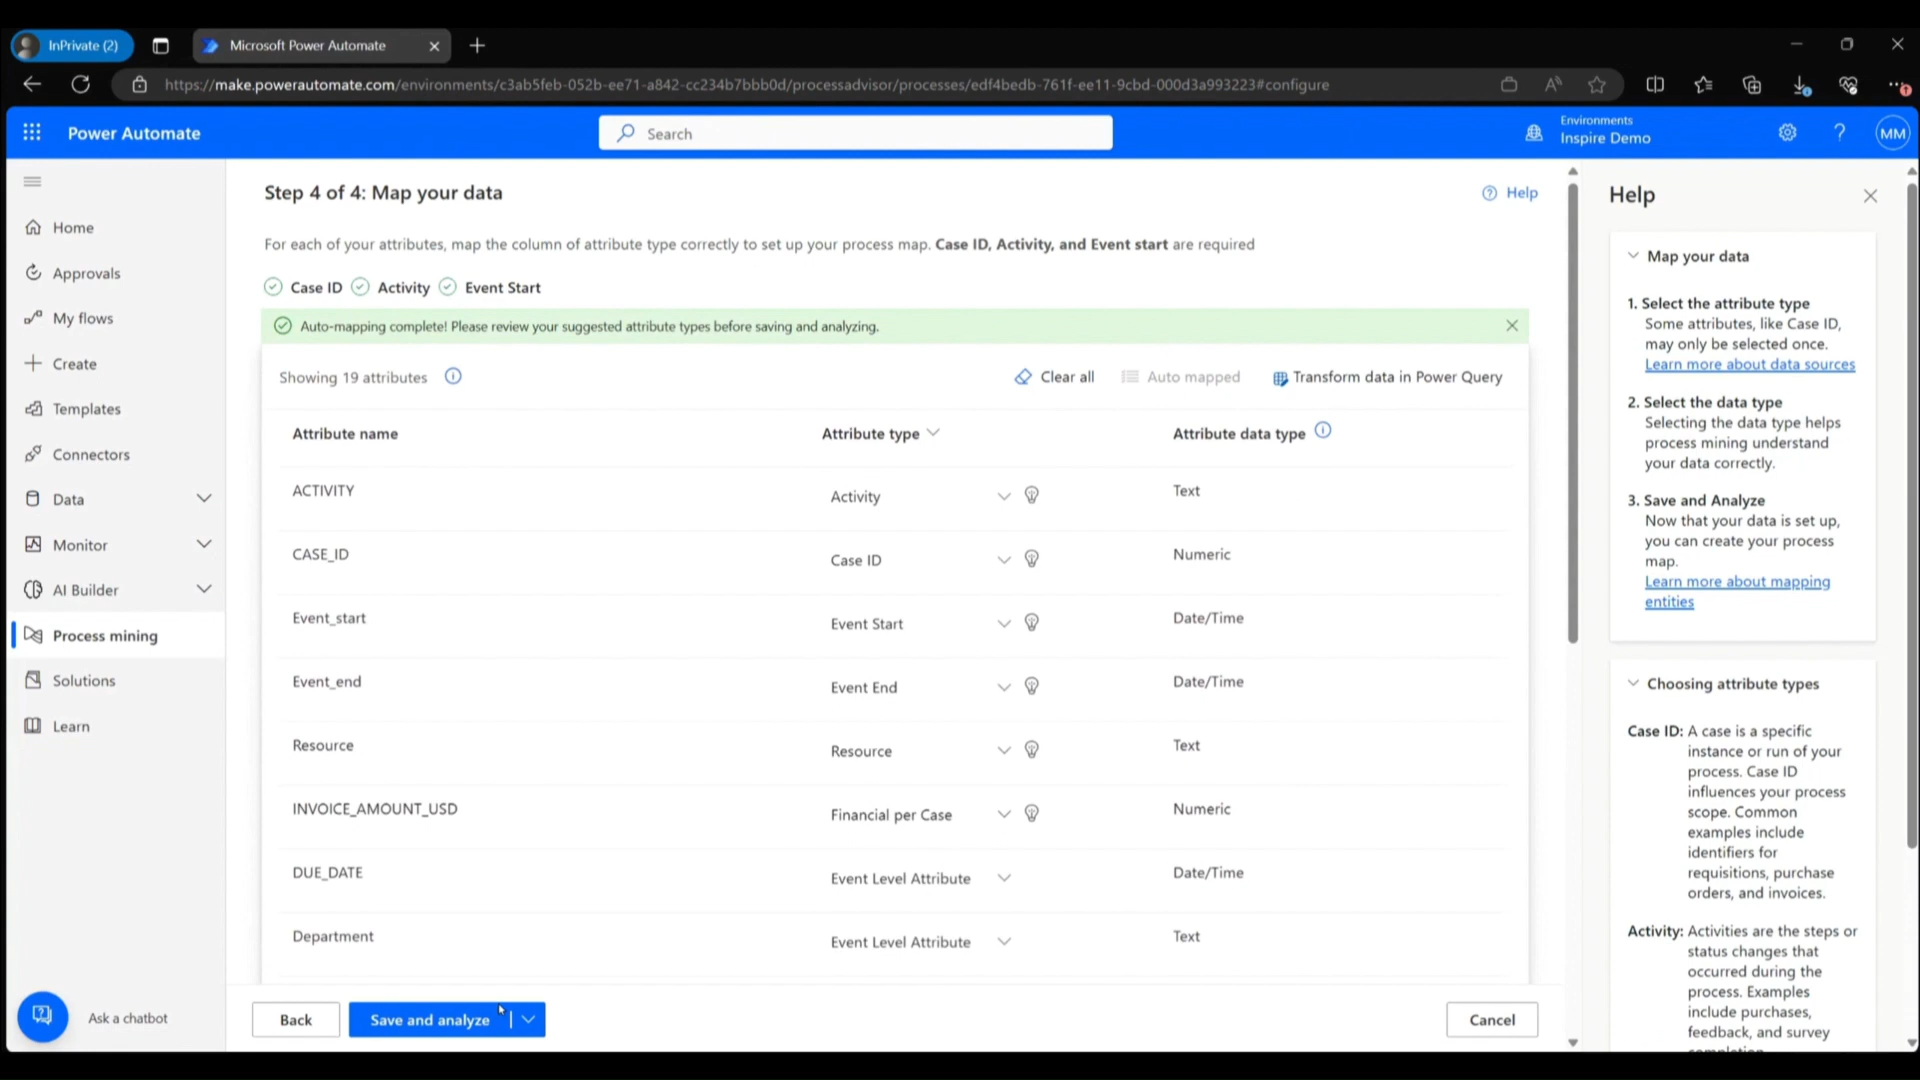 InPrivate (2)
Microsoft Power Automate
https://make.powerautomate.com/environments/c3ab5feb-052b-ee71-a842-cc234b7bbb0d/processadvisor/processes/edf4bedb-761f-ee11-9cbd-000d3a993223#configure
Power Automate
Search
Environments
Inspire Demo
?
MM
Home
Approvals
My flows
Create
Templates
Connectors
Data
Monitor
AI Builder
Process mining
Solutions
Learn
Ask a chatbot
Step 4 of 4: Map your data
Help
For each of your attributes, map the column of attribute type correctly to set up your process map. Case ID, Activity, and Event start are required
Case ID Activity Event Start
Auto-mapping complete! Please review your suggested attribute types before saving and analyzing.
Showing 19 attributes
Clear all
Auto mapped
Transform data in Power Query
Attribute name Attribute type Attribute data type
ACTIVITY Activity Text
CASE_ID Case ID Numeric
Event_start Event Start Date/Time
Event_end Event End Date/Time
Resource Resource Text
INVOICE_AMOUNT_USD Financial per Case Numeric
DUE_DATE Event Level Attribute Date/Time
Department Event Level Attribute Text
Back
Save and analyze
Cancel
Help
Map your data
1. Select the attribute type
Some attributes, like Case ID,
may only be selected once.
Learn more about data sources
2. Select the data type
Selecting the data type helps
process mining understand
your data correctly.
3. Save and Analyze
Now that your data is set up,
you can create your process
map.
Learn more about mapping
entities
Choosing attribute types
Case ID: A case is a specific
instance or run of your
process. Case ID
influences your process
scope. Common
examples include
identifiers for
requisitions, purchase
orders, and invoices.
Activity: Activities are the steps or
status changes that
occurred during the
process. Examples
include purchases,
feedback, and survey